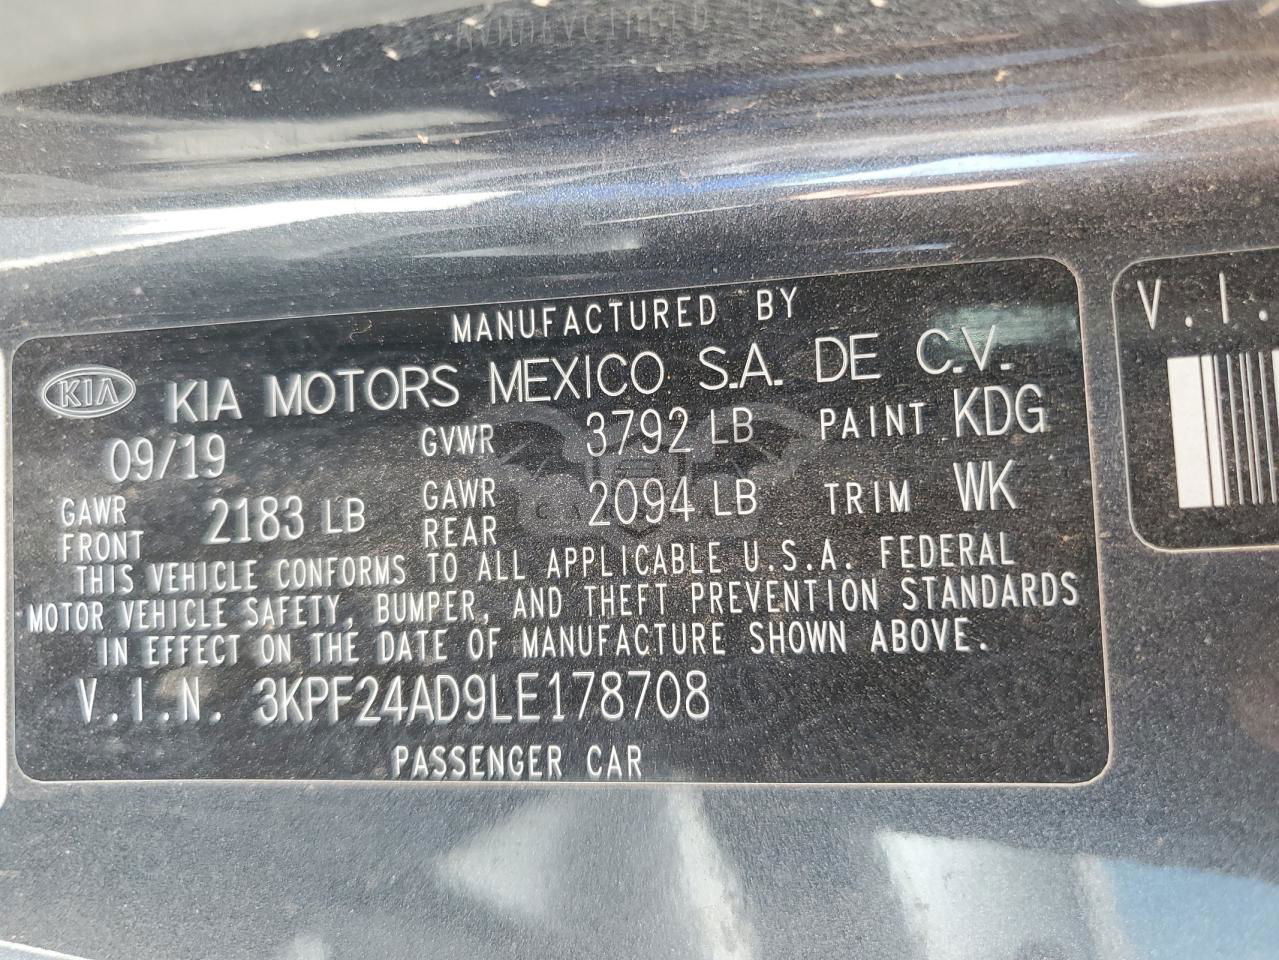 MANUFACTURED BY
KIA KIA MOTORS MEXICO S.A. DE C.V.
09/19 GVWR 3792 LB PAINT KDG
GAWR FRONT 2183 LB GAWR REAR 2094 LB TRIM WK
THIS VEHICLE CONFORMS TO ALL APPLICABLE U.S.A. FEDERAL
MOTOR VEHICLE SAFETY, BUMPER, AND THEFT PREVENTION STANDARDS
IN EFFECT ON THE DATE OF MANUFACTURE SHOWN ABOVE.
V.I.N. 3KPF24AD9LE178708
PASSENGER CAR
V.I.